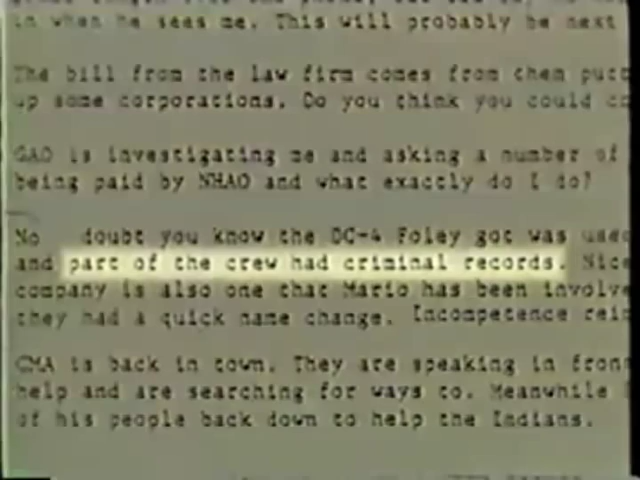 in when he sees me. This will probably be next
The bill from the law firm comes from them putt
up some corporations. Do you think you could
GAO is investigating me and asking a number of
being paid by NHAO and what exactly do I do?
No doubt you know the DC-4 Foley got was used
and part of the crew had criminal records. Nice
company is also one that Mario has been involve
they had a quick name change. Incompetence rei
CMA is back in town. They are speaking in fron
help and are searching for ways to. Meanwhile
of his people back down to help the Indians.